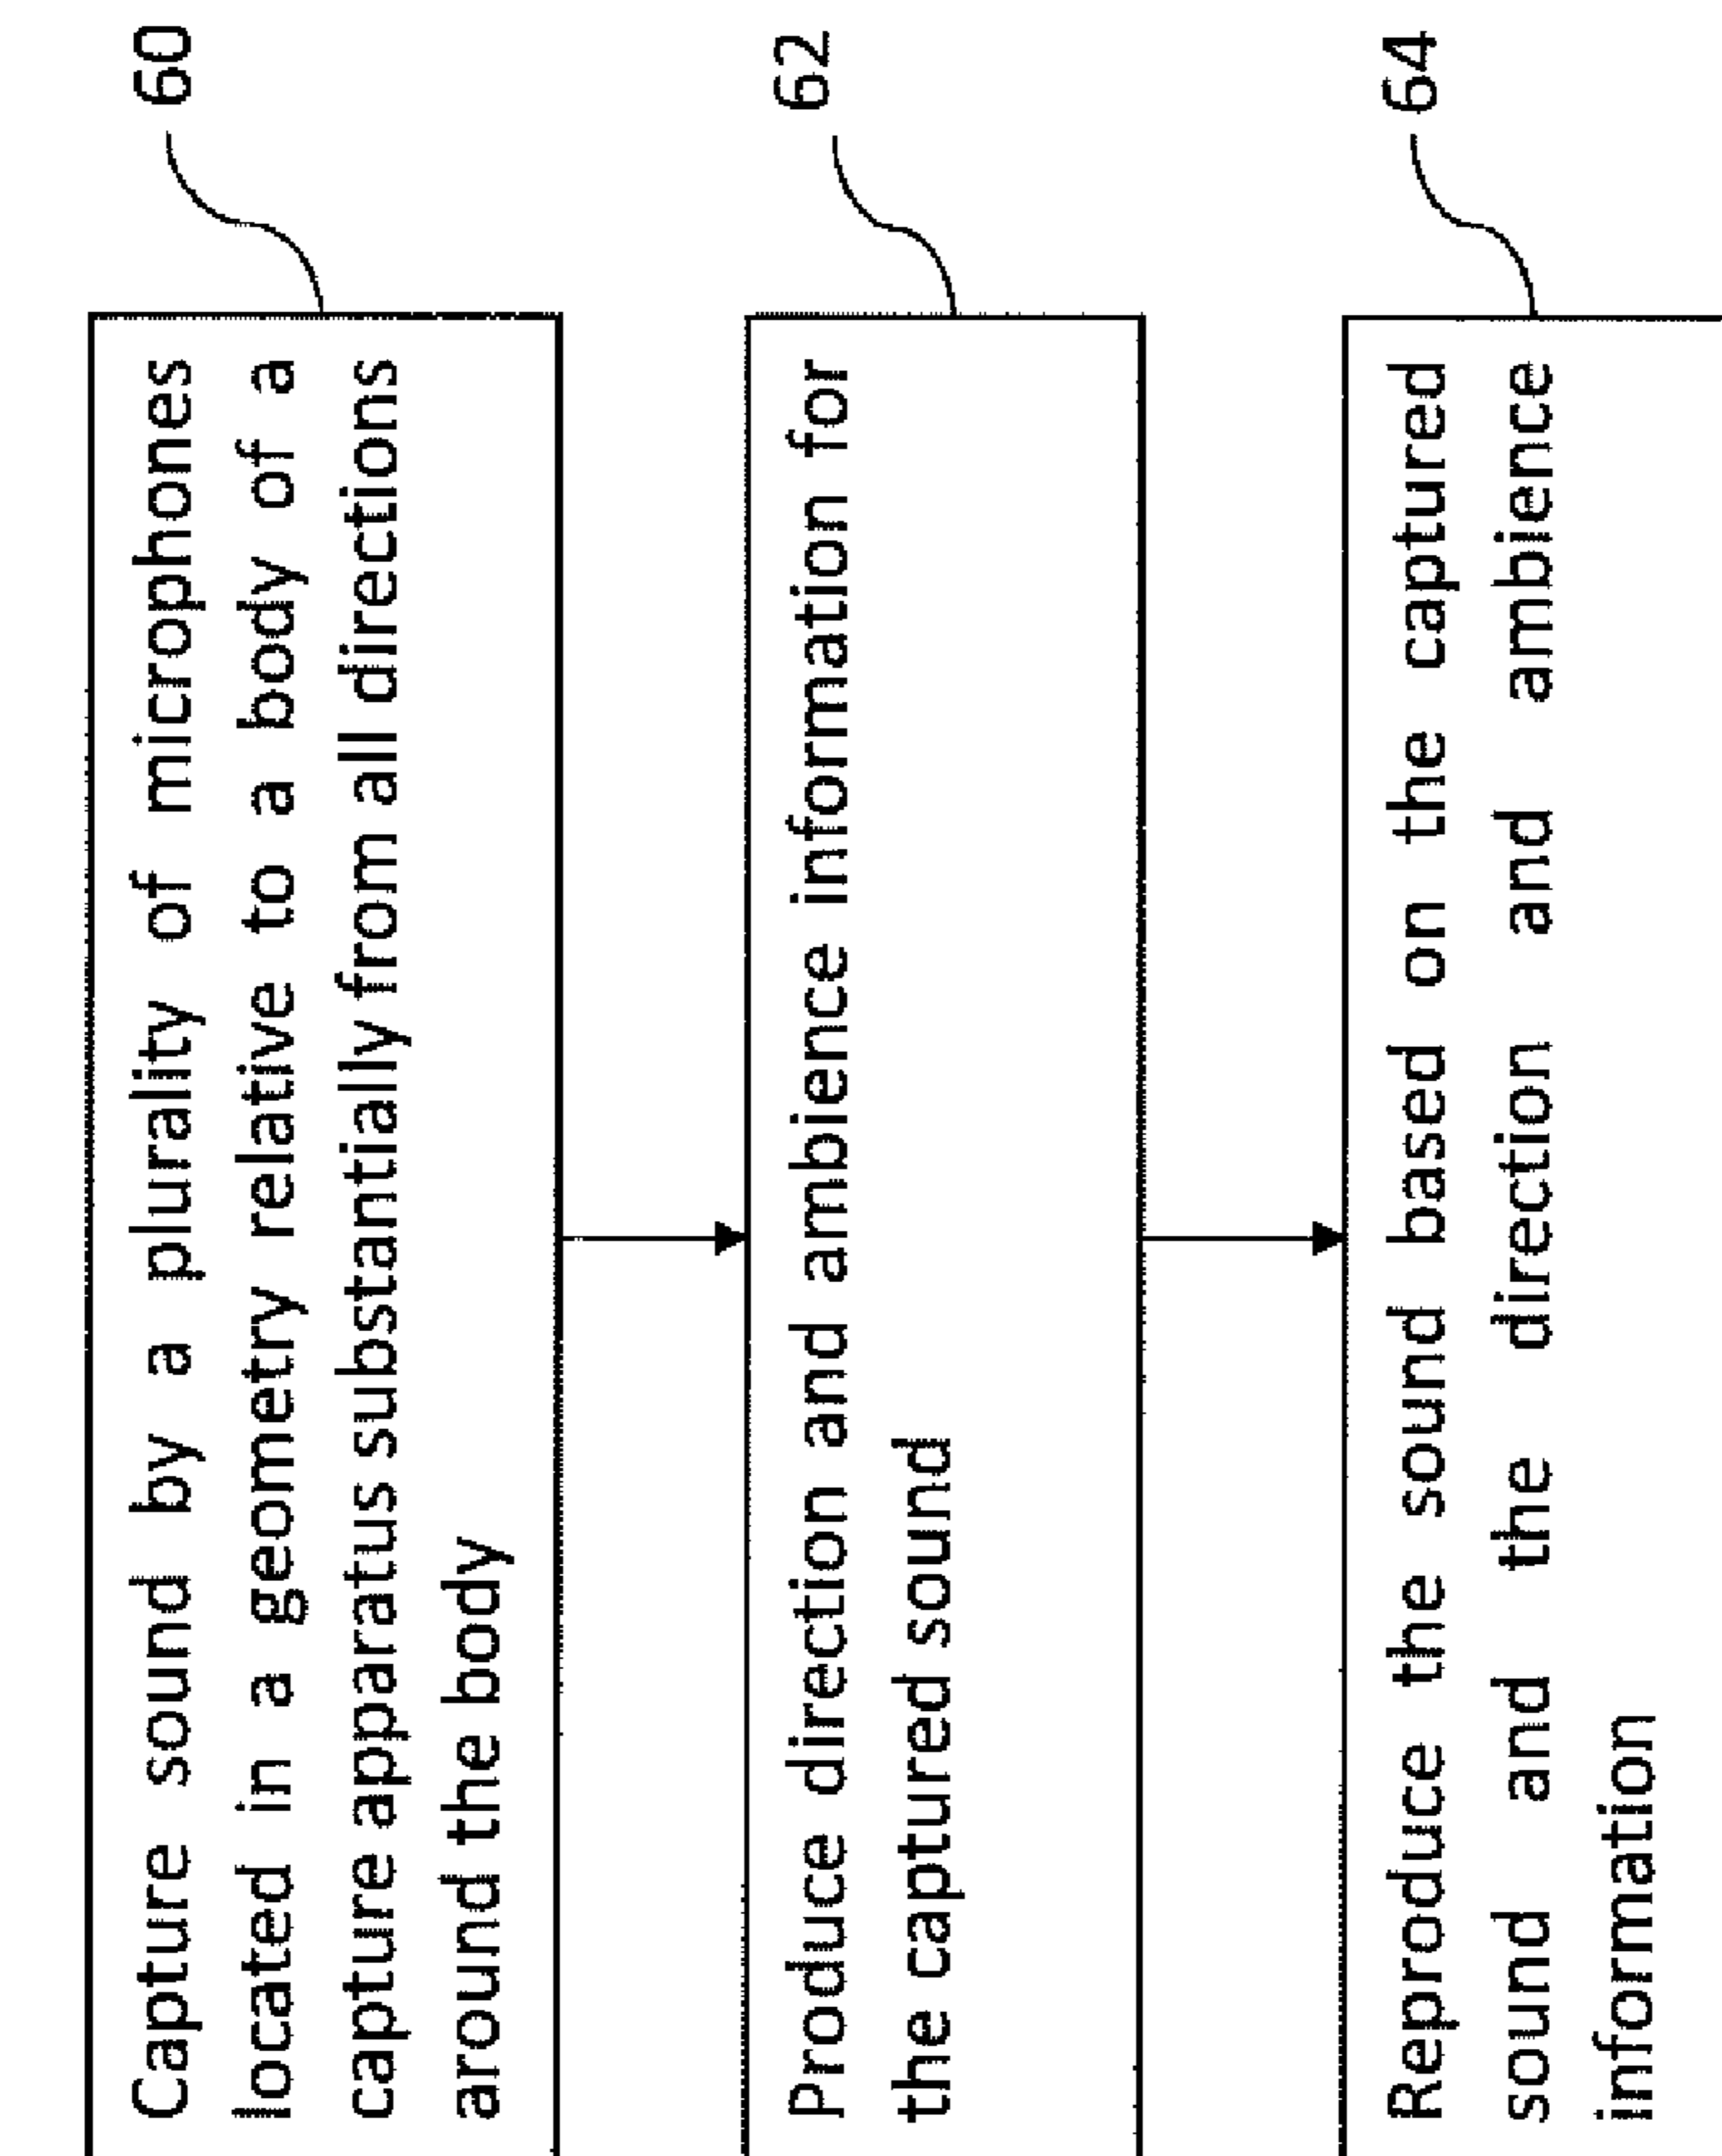 Capture sound by a plurality of microphones
located in a geometry relative to a body of a
capture apparatus substantially from all directions
around the body
60
Produce direction and ambience information for
the captured sound
62
Reproduce the sound based on the captured
sound and the direction and ambience
information
64